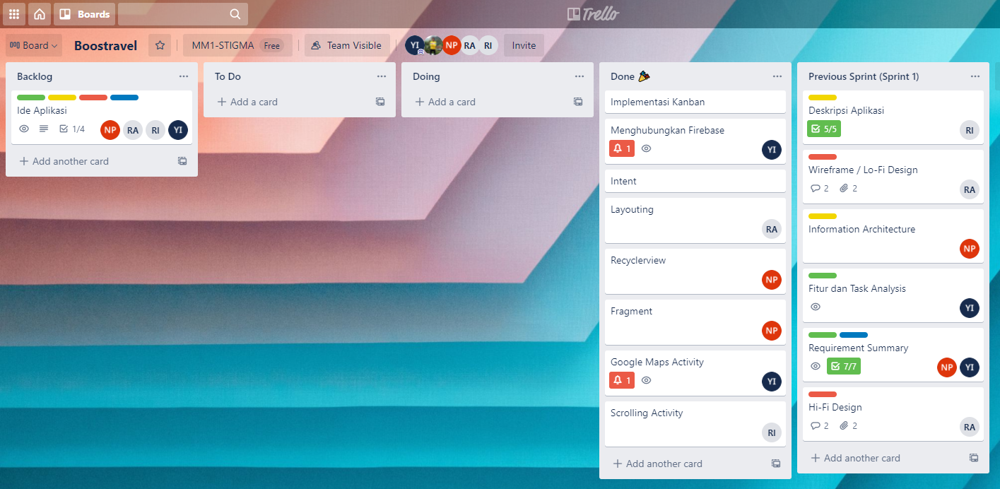 Boards
Trello
Board
Boostravel
MM1-STIGMA Free
Team Visible
YI NP RA RI
Invite
Backlog
Ide Aplikasi
1/4
NP RA RI YI
+ Add another card
To Do
+ Add a card
Doing
+ Add a card
Done
Implementasi Kanban
Menghubungkan Firebase
1
YI
Intent
Layouting
RA
Recyclerview
NP
Fragment
NP
Google Maps Activity
1
YI
Scrolling Activity
RI
+ Add another card
Previous Sprint (Sprint 1)
Deskripsi Aplikasi
5/5
RI
Wireframe / Lo-Fi Design
2 2
RA
Information Architecture
NP
Fitur dan Task Analysis
YI
Requirement Summary
7/7
NP YI
Hi-Fi Design
2 2
RA
+ Add another card